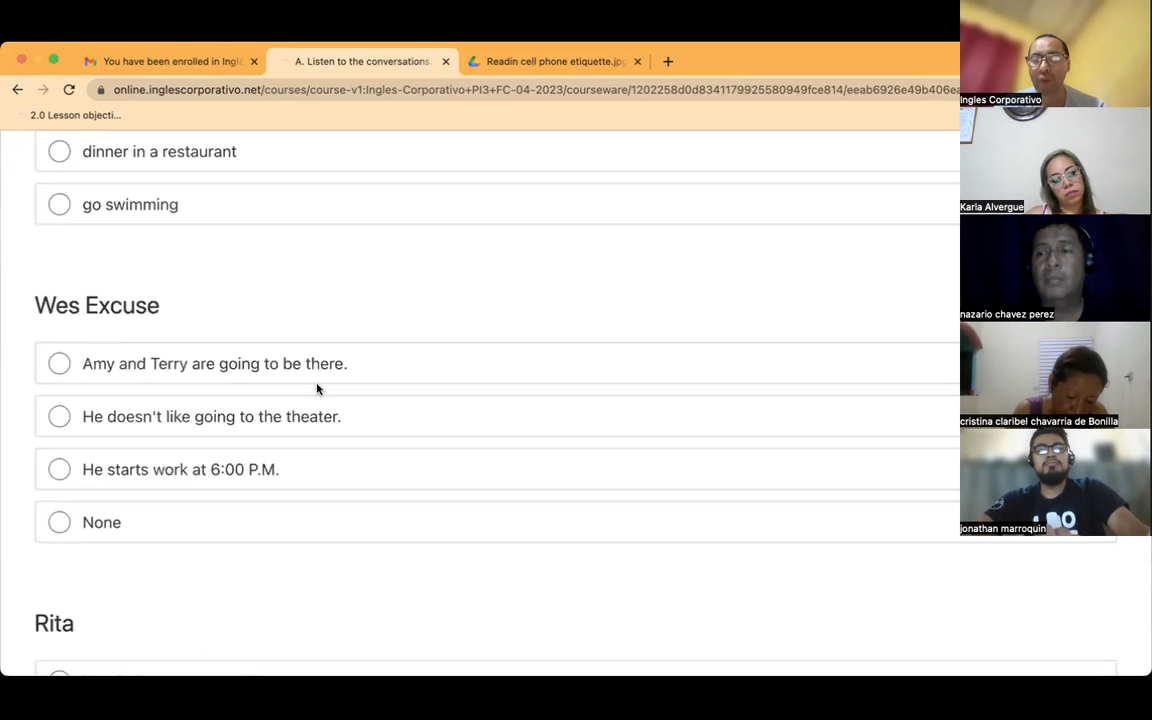 You have been enrolled in Ingl
A. Listen to the conversations.
Readin cell phone etiquette.jpg
online.inglescorporativo.net/courses/course-v1:Ingles-Corporativo+PI3+FC-04-2023/courseware/1202258d0d83411799255580949fce814/eeab6926e49b406ea
2.0 Lesson objecti...
dinner in a restaurant
go swimming
Wes Excuse
Amy and Terry are going to be there.
He doesn't like going to the theater.
He starts work at 6:00 P.M.
None
Rita
Ingles Corporativo
Karla Alvergue
nazario chavez perez
cristina claribel chavarria de Bonilla
jonathan marroquin